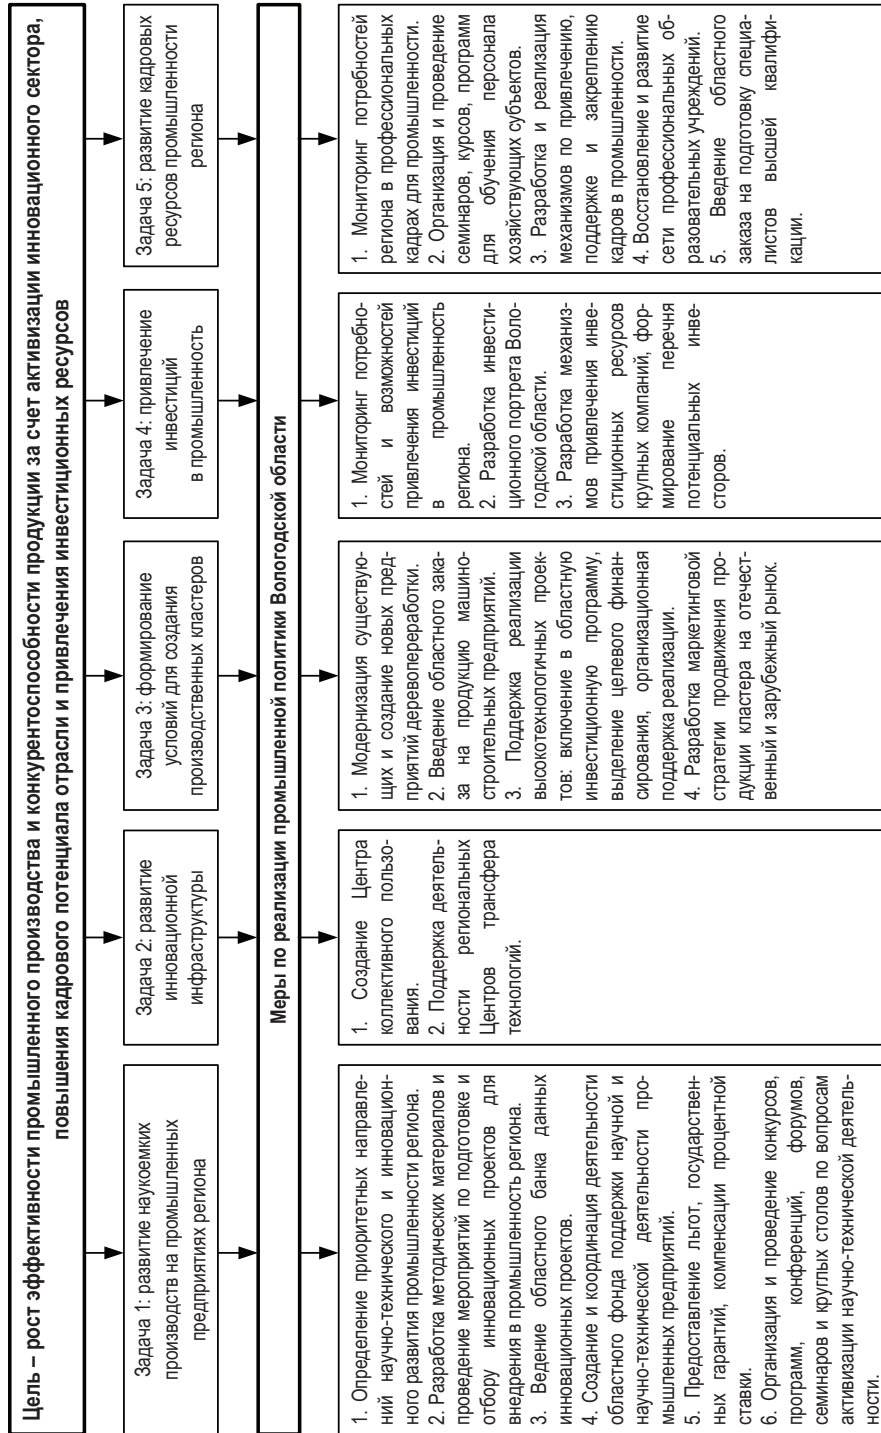 Цель – рост эффективности промышленного производства и конкурентоспособности продукции за счет активизации инновационного сектора,
повышения кадрового потенциала отрасли и привлечения инвестиционных ресурсов
Задача 1: развитие наукоемких
производств на промышленных
предприятиях региона
Задача 2: развитие
инновационной
инфраструктуры
Задача 3: формирование
условий для создания
производственных кластеров
Задача 4: привлечение
инвестиций
в промышленность
Задача 5: развитие кадровых
ресурсов промышленности
региона
Меры по реализации промышленной политики Вологодской области
1. Определение приоритетных направле-
ний научно-технического и инновацион-
ного развития промышленности региона.
2. Разработка методических материалов и
проведение мероприятий по подготовке и
отбору инновационных проектов для
внедрения в промышленность региона.
3. Ведение областного банка данных
инновационных проектов.
4. Создание и координация деятельности
областного фонда поддержки научной и
научно-технической деятельности про-
мышленных предприятий.
5. Предоставление льгот, государствен-
ных гарантий, компенсации процентной
ставки.
6. Организация и проведение конкурсов,
программ, конференций, форумов,
семинаров и круглых столов по вопросам
активизации научно-технической деятель-
ности.
1. Создание Центра
коллективного пользо-
вания.
2. Поддержка деятель-
ности региональных
Центров трансфера
технологий.
1. Модернизация существую-
щих и создание новых пред-
приятий деревопереработки.
2. Введение областного зака-
за на продукцию машино-
строительных предприятий.
3. Поддержка реализации
высокотехнологичных проек-
тов: включение в областную
инвестиционную программу,
выделение целевого финан-
сирования, организационная
поддержка реализации.
4. Разработка маркетинговой
стратегии продвижения про-
дукции кластера на отечест-
венный и зарубежный рынок.
1. Мониторинг потребно-
стей и возможностей
привлечения инвестиций
в промышленность
региона.
2. Разработка инвести-
ционного портрета Воло-
годской области.
3. Разработка механиз-
мов привлечения инве-
стиционных ресурсов
крупных компаний, фор-
мирование перечня
потенциальных инве-
сторов.
1. Мониторинг потребностей
региона в профессиональных
кадрах для промышленности.
2. Организация и проведение
семинаров, курсов, программ
для обучения персонала
хозяйствующих субъектов.
3. Разработка и реализация
механизмов по привлечению,
поддержке и закреплению
кадров в промышленности.
4. Восстановление и развитие
сети профессиональных об-
разовательных учреждений.
5. Введение областного
заказа на подготовку специа-
листов высшей квалифи-
кации.